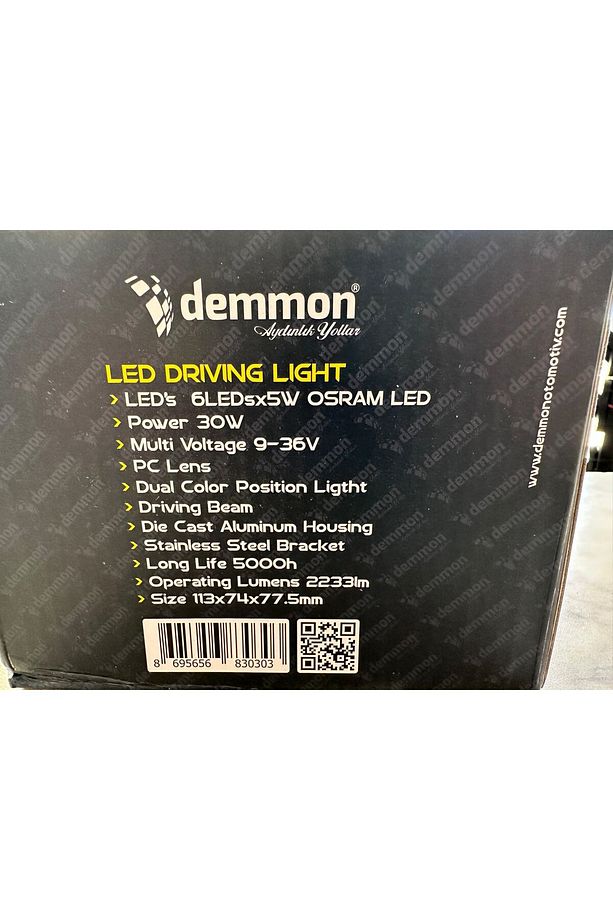 demmon®
Aydınlık Yollar
LED DRIVING LIGHT
› LED's 6LEDsx5W OSRAM LED
› Power 30W
› Multi Voltage 9-36V
› PC Lens
› Dual Color Position Ligtht
› Driving Beam
› Die Cast Aluminum Housing
› Stainless Steel Bracket
› Long Life 5000h
› Operating Lumens 2233lm
› Size 113x74x77.5mm
8 695656 830303
www.demmonotomotiv.com